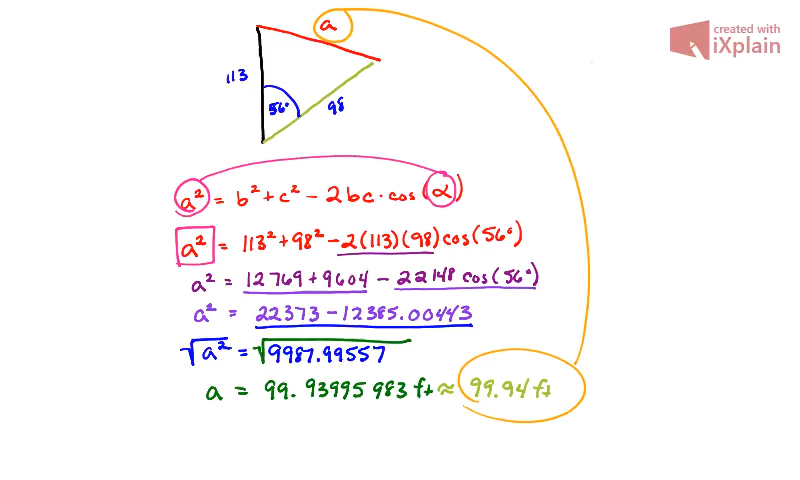 created with
iXplain
a
113
56°
98
a² = b² + c² - 2bc · cos(α)
a² = 113² + 98² - 2(113)(98) cos(56°)
a² = 12769 + 9604 - 22148 cos(56°)
a² = 22373 - 12385.00443
√a² = √9987.99557
a = 99.93995983 ft ≈ 99.94 ft